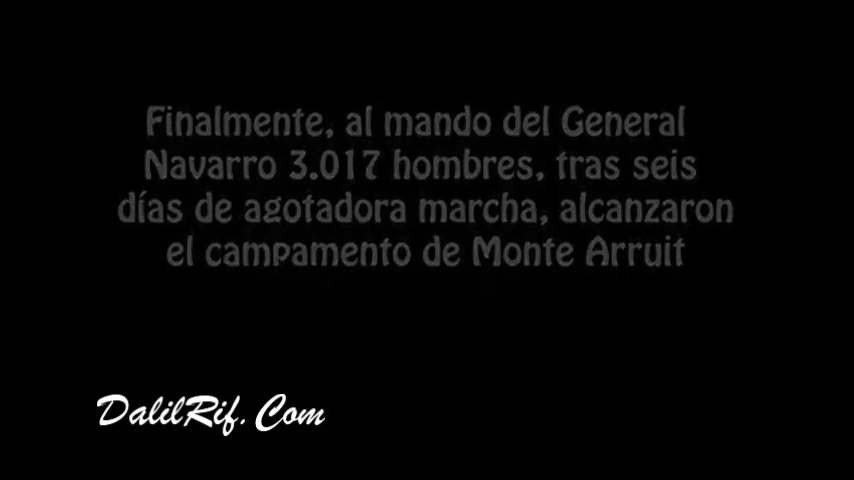 Finalmente, al mando del General
Navarro 3.017 hombres, tras seis
días de agotadora marcha, alcanzaron
el campamento de Monte Arruit
DalilRif.Com